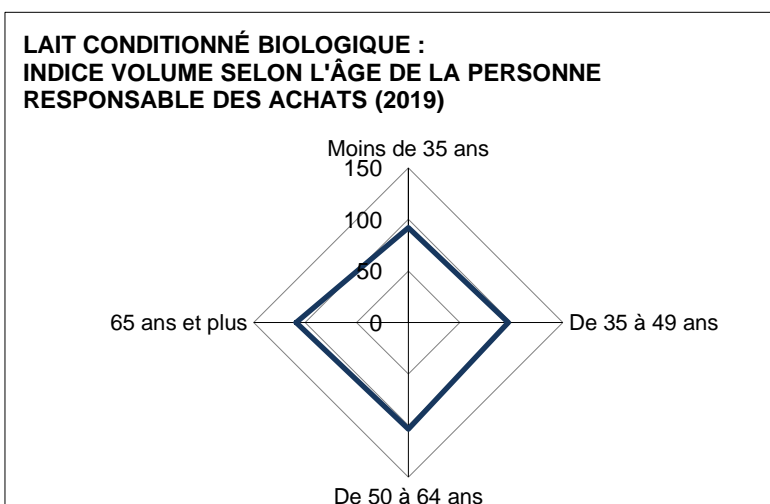 LAIT CONDITIONNÉ BIOLOGIQUE :
INDICE VOLUME SELON L'ÂGE DE LA PERSONNE
RESPONSABLE DES ACHATS (2019)
Moins de 35 ans
150
100
50
65 ans et plus
0
De 35 à 49 ans
De 50 à 64 ans